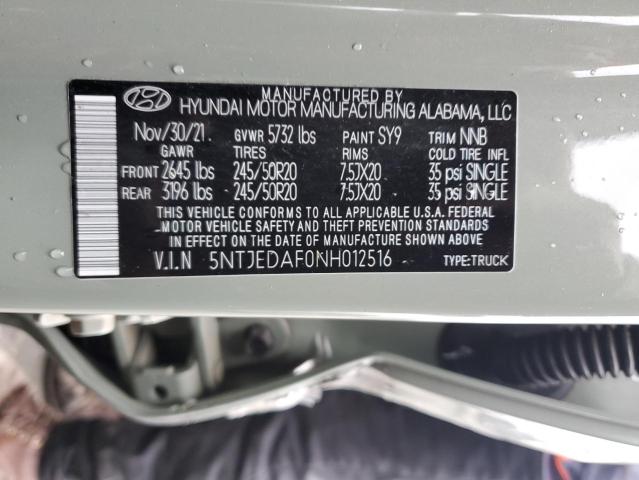 MANUFACTURED BY
HYUNDAI MOTOR MANUFACTURING ALABAMA, LLC
Nov/30/21 GVWR 5732 lbs PAINT SY9 TRIM NNB
GAWR TIRES RIMS COLD TIRE INFL
FRONT 2645 lbs 245/50R20 7.5JX20 35 psi SINGLE
REAR 3196 lbs 245/50R20 7.5JX20 35 psi SINGLE
THIS VEHICLE CONFORMS TO ALL APPLICABLE U.S.A. FEDERAL
MOTOR VEHICLE SAFETY AND THEFT PREVENTION STANDARDS
IN EFFECT ON THE DATE OF MANUFACTURE SHOWN ABOVE.
V.I.N 5NTJEDAF0NH012516 TYPE:TRUCK